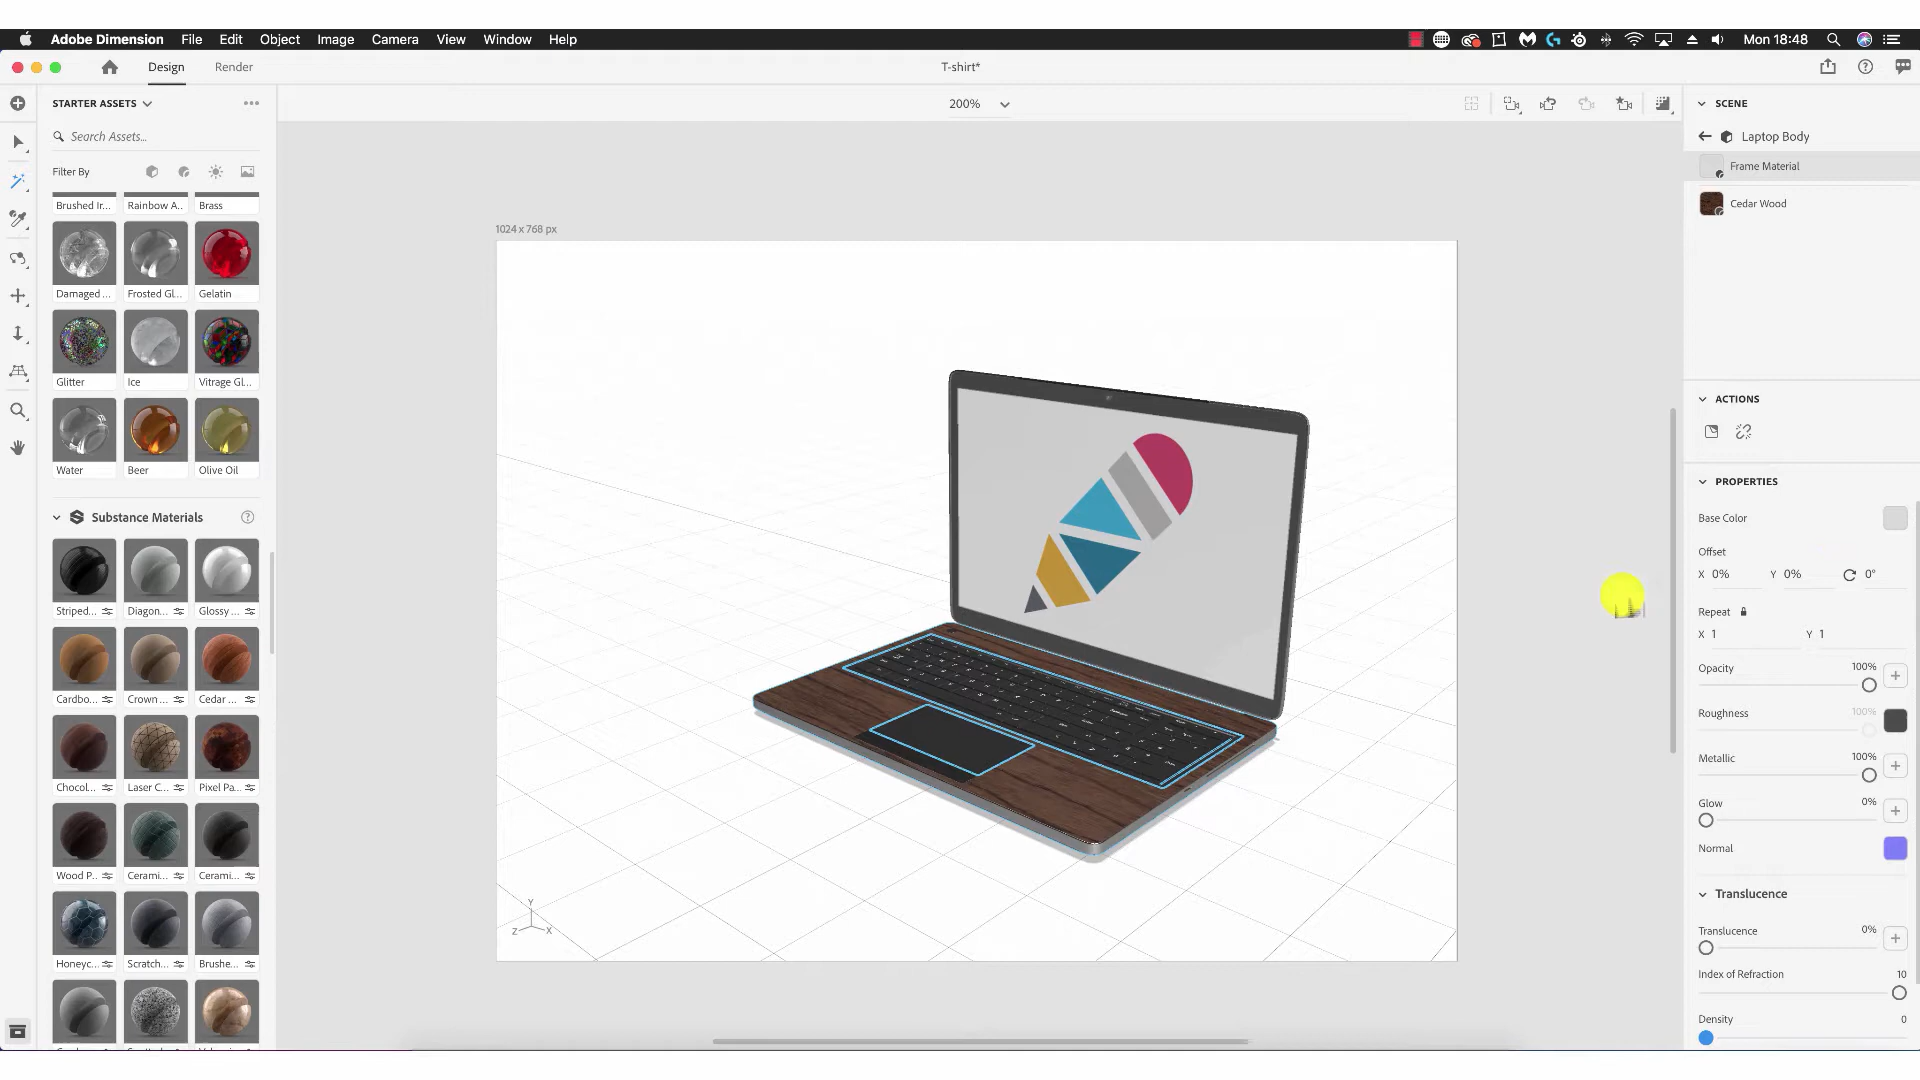 Adobe Dimension File Edit Object Image Camera View Window Help Mon 18:48
Design Render T-shirt*
STARTER ASSETS
Search Assets...
Filter By
Brushed Ir... Rainbow A.. Brass
Damaged ... Frosted Gl... Gelatin
Glitter Ice Vitrage Gl...
Water Beer Olive Oil
Substance Materials
Striped... Diagon... Glossy ...
Cardbo... Crown ... Cedar ...
Chocol... Laser C... Pixel Pa...
Wood P... Cerami... Cerami...
Honeyc... Scratch... Brushe...
200%
1024 x 768 px
Y
Z X
SCENE
Laptop Body
Frame Material
Cedar Wood
ACTIONS
PROPERTIES
Base Color
Offset
X 0% Y 0% 0°
Repeat
X 1 Y 1
Opacity 100%
Roughness 100%
Metallic 100%
Glow 0%
Normal
Translucence
Translucence 0%
Index of Refraction 10
Density 0